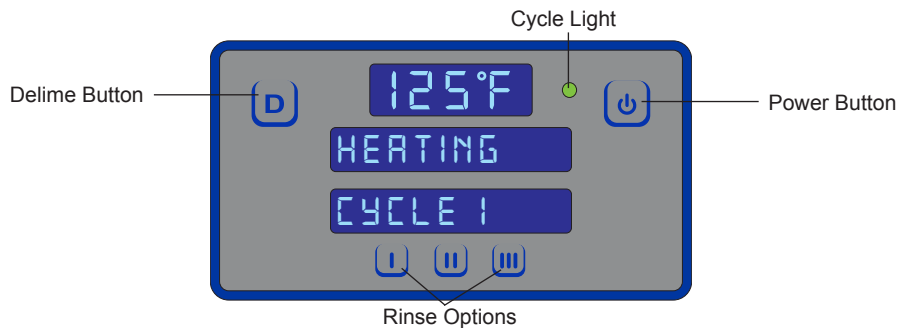 Cycle Light
125°F
Delime Button
D
Power Button
HEATING
CYCLE 1
I II III
Rinse Options